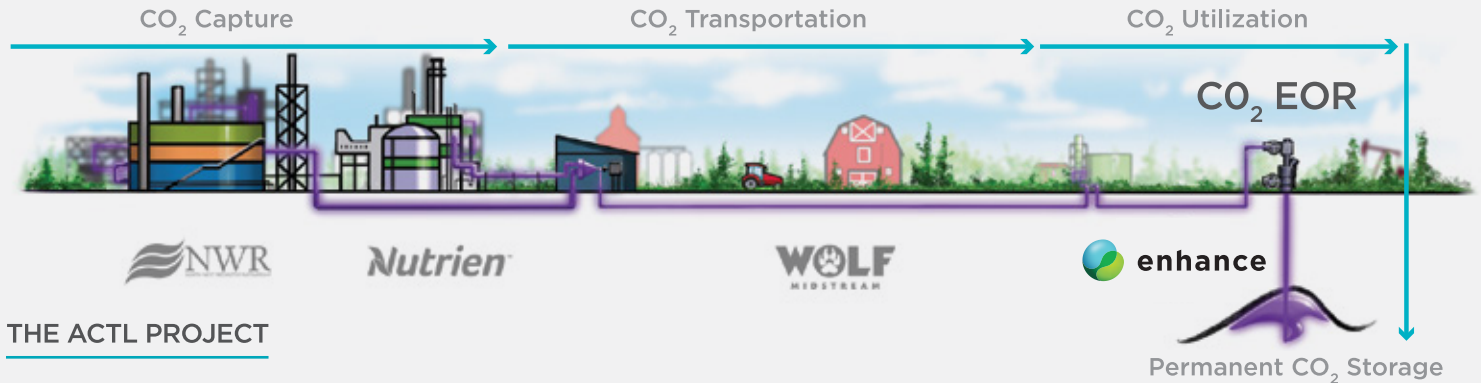 CO₂ Capture
CO₂ Transportation
CO₂ Utilization
C0₂ EOR
NWR
Nutrien
WOLF
MIDSTREAM
enhance
THE ACTL PROJECT
Permanent CO₂ Storage